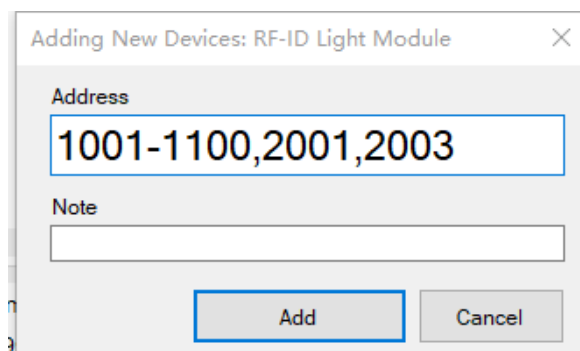 Adding New Devices: RF-ID Light Module
Address
1001-1100,2001,2003
Note
Add Cancel